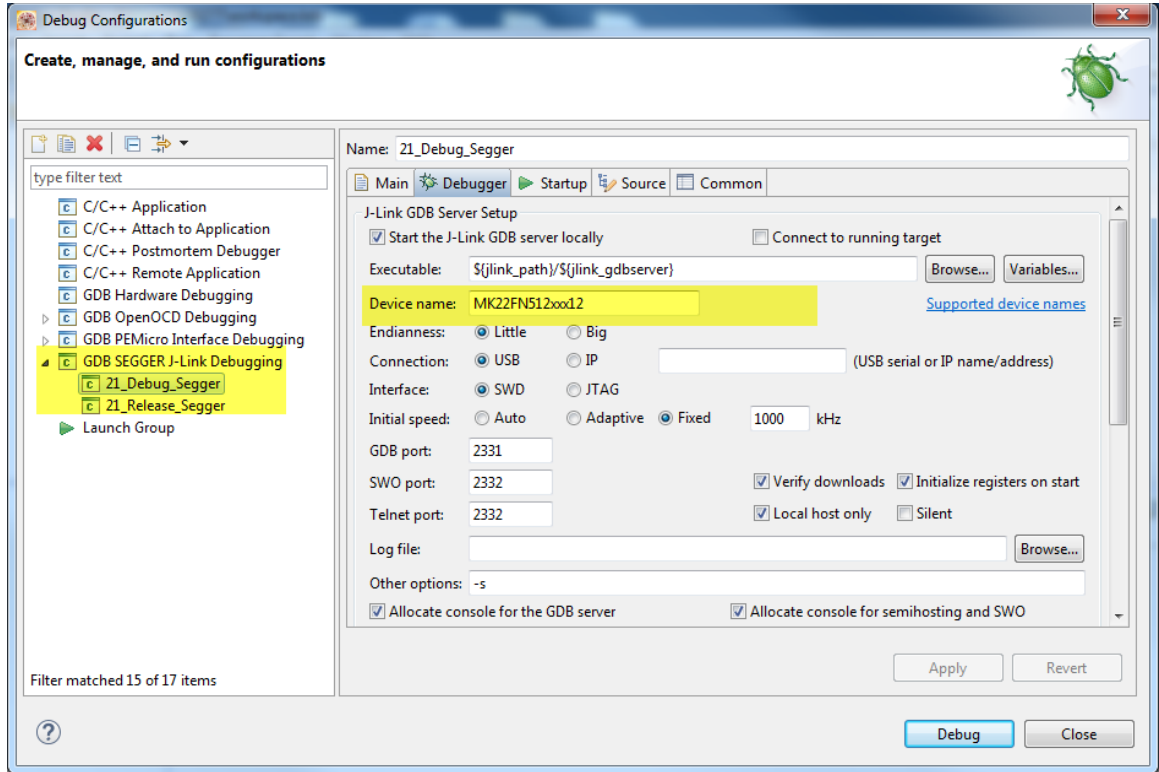 Debug Configurations
Create, manage, and run configurations
type filter text
C/C++ Application
C/C++ Attach to Application
C/C++ Postmortem Debugger
C/C++ Remote Application
GDB Hardware Debugging
GDB OpenOCD Debugging
GDB PEMicro Interface Debugging
GDB SEGGER J-Link Debugging
21_Debug_Segger
21_Release_Segger
Launch Group
Filter matched 15 of 17 items
Name: 21_Debug_Segger
Main Debugger Startup Source Common
J-Link GDB Server Setup
Start the J-Link GDB server locally Connect to running target
Executable: ${jlink_path}/${jlink_gdbserver} Browse... Variables...
Device name: MK22FN512xxx12 Supported device names
Endianness: Little Big
Connection: USB IP (USB serial or IP name/address)
Interface: SWD JTAG
Initial speed: Auto Adaptive Fixed 1000 kHz
GDB port: 2331
SWO port: 2332 Verify downloads Initialize registers on start
Telnet port: 2332 Local host only Silent
Log file: Browse...
Other options: -s
Allocate console for the GDB server Allocate console for semihosting and SWO
Apply Revert
Debug Close